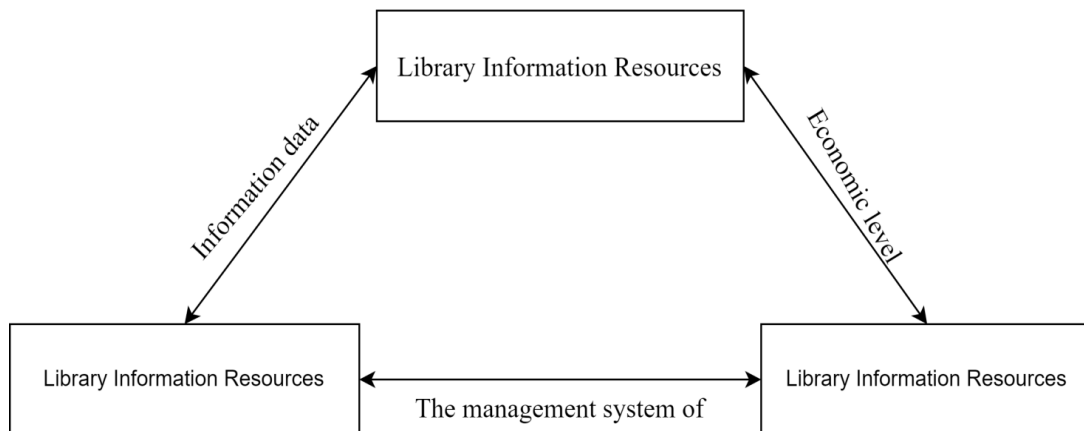 Library Information Resources
Information data
Economic level
Library Information Resources
Library Information Resources
The management system of